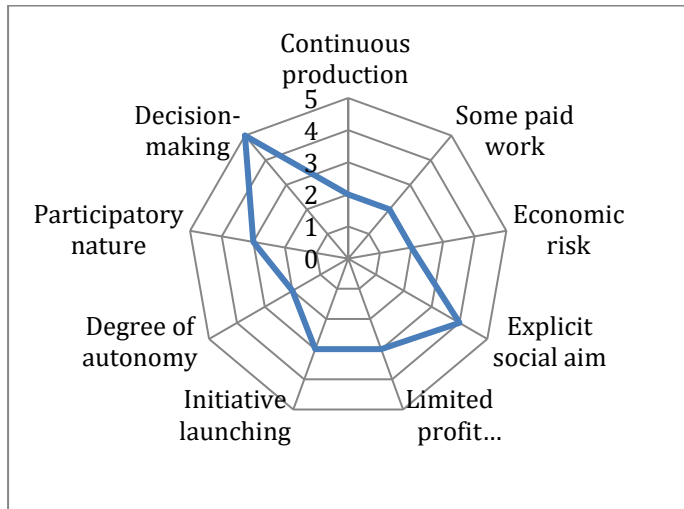 Continuous
production
Some paid
work
Economic
risk
Explicit
social aim
Limited
profit…
Initiative
launching
Degree of
autonomy
Participatory
nature
Decision-
making
5
4
3
2
1
0